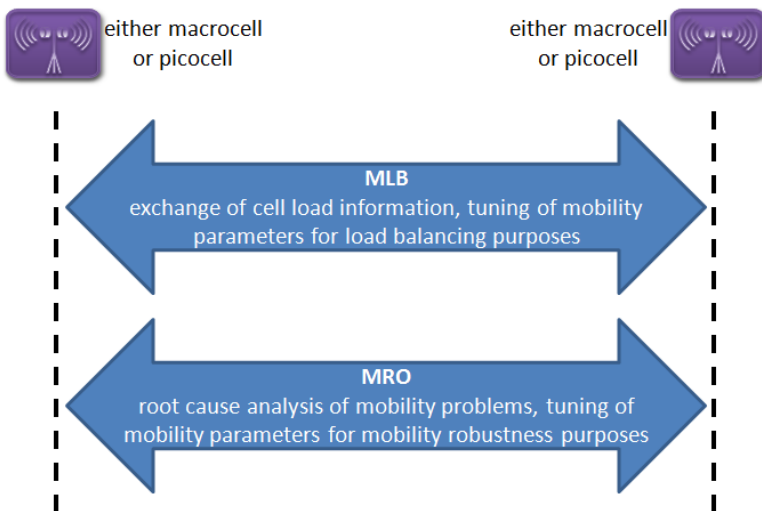 either macrocell
or picocell
either macrocell
or picocell
MLB
exchange of cell load information, tuning of mobility
parameters for load balancing purposes
MRO
root cause analysis of mobility problems, tuning of
mobility parameters for mobility robustness purposes